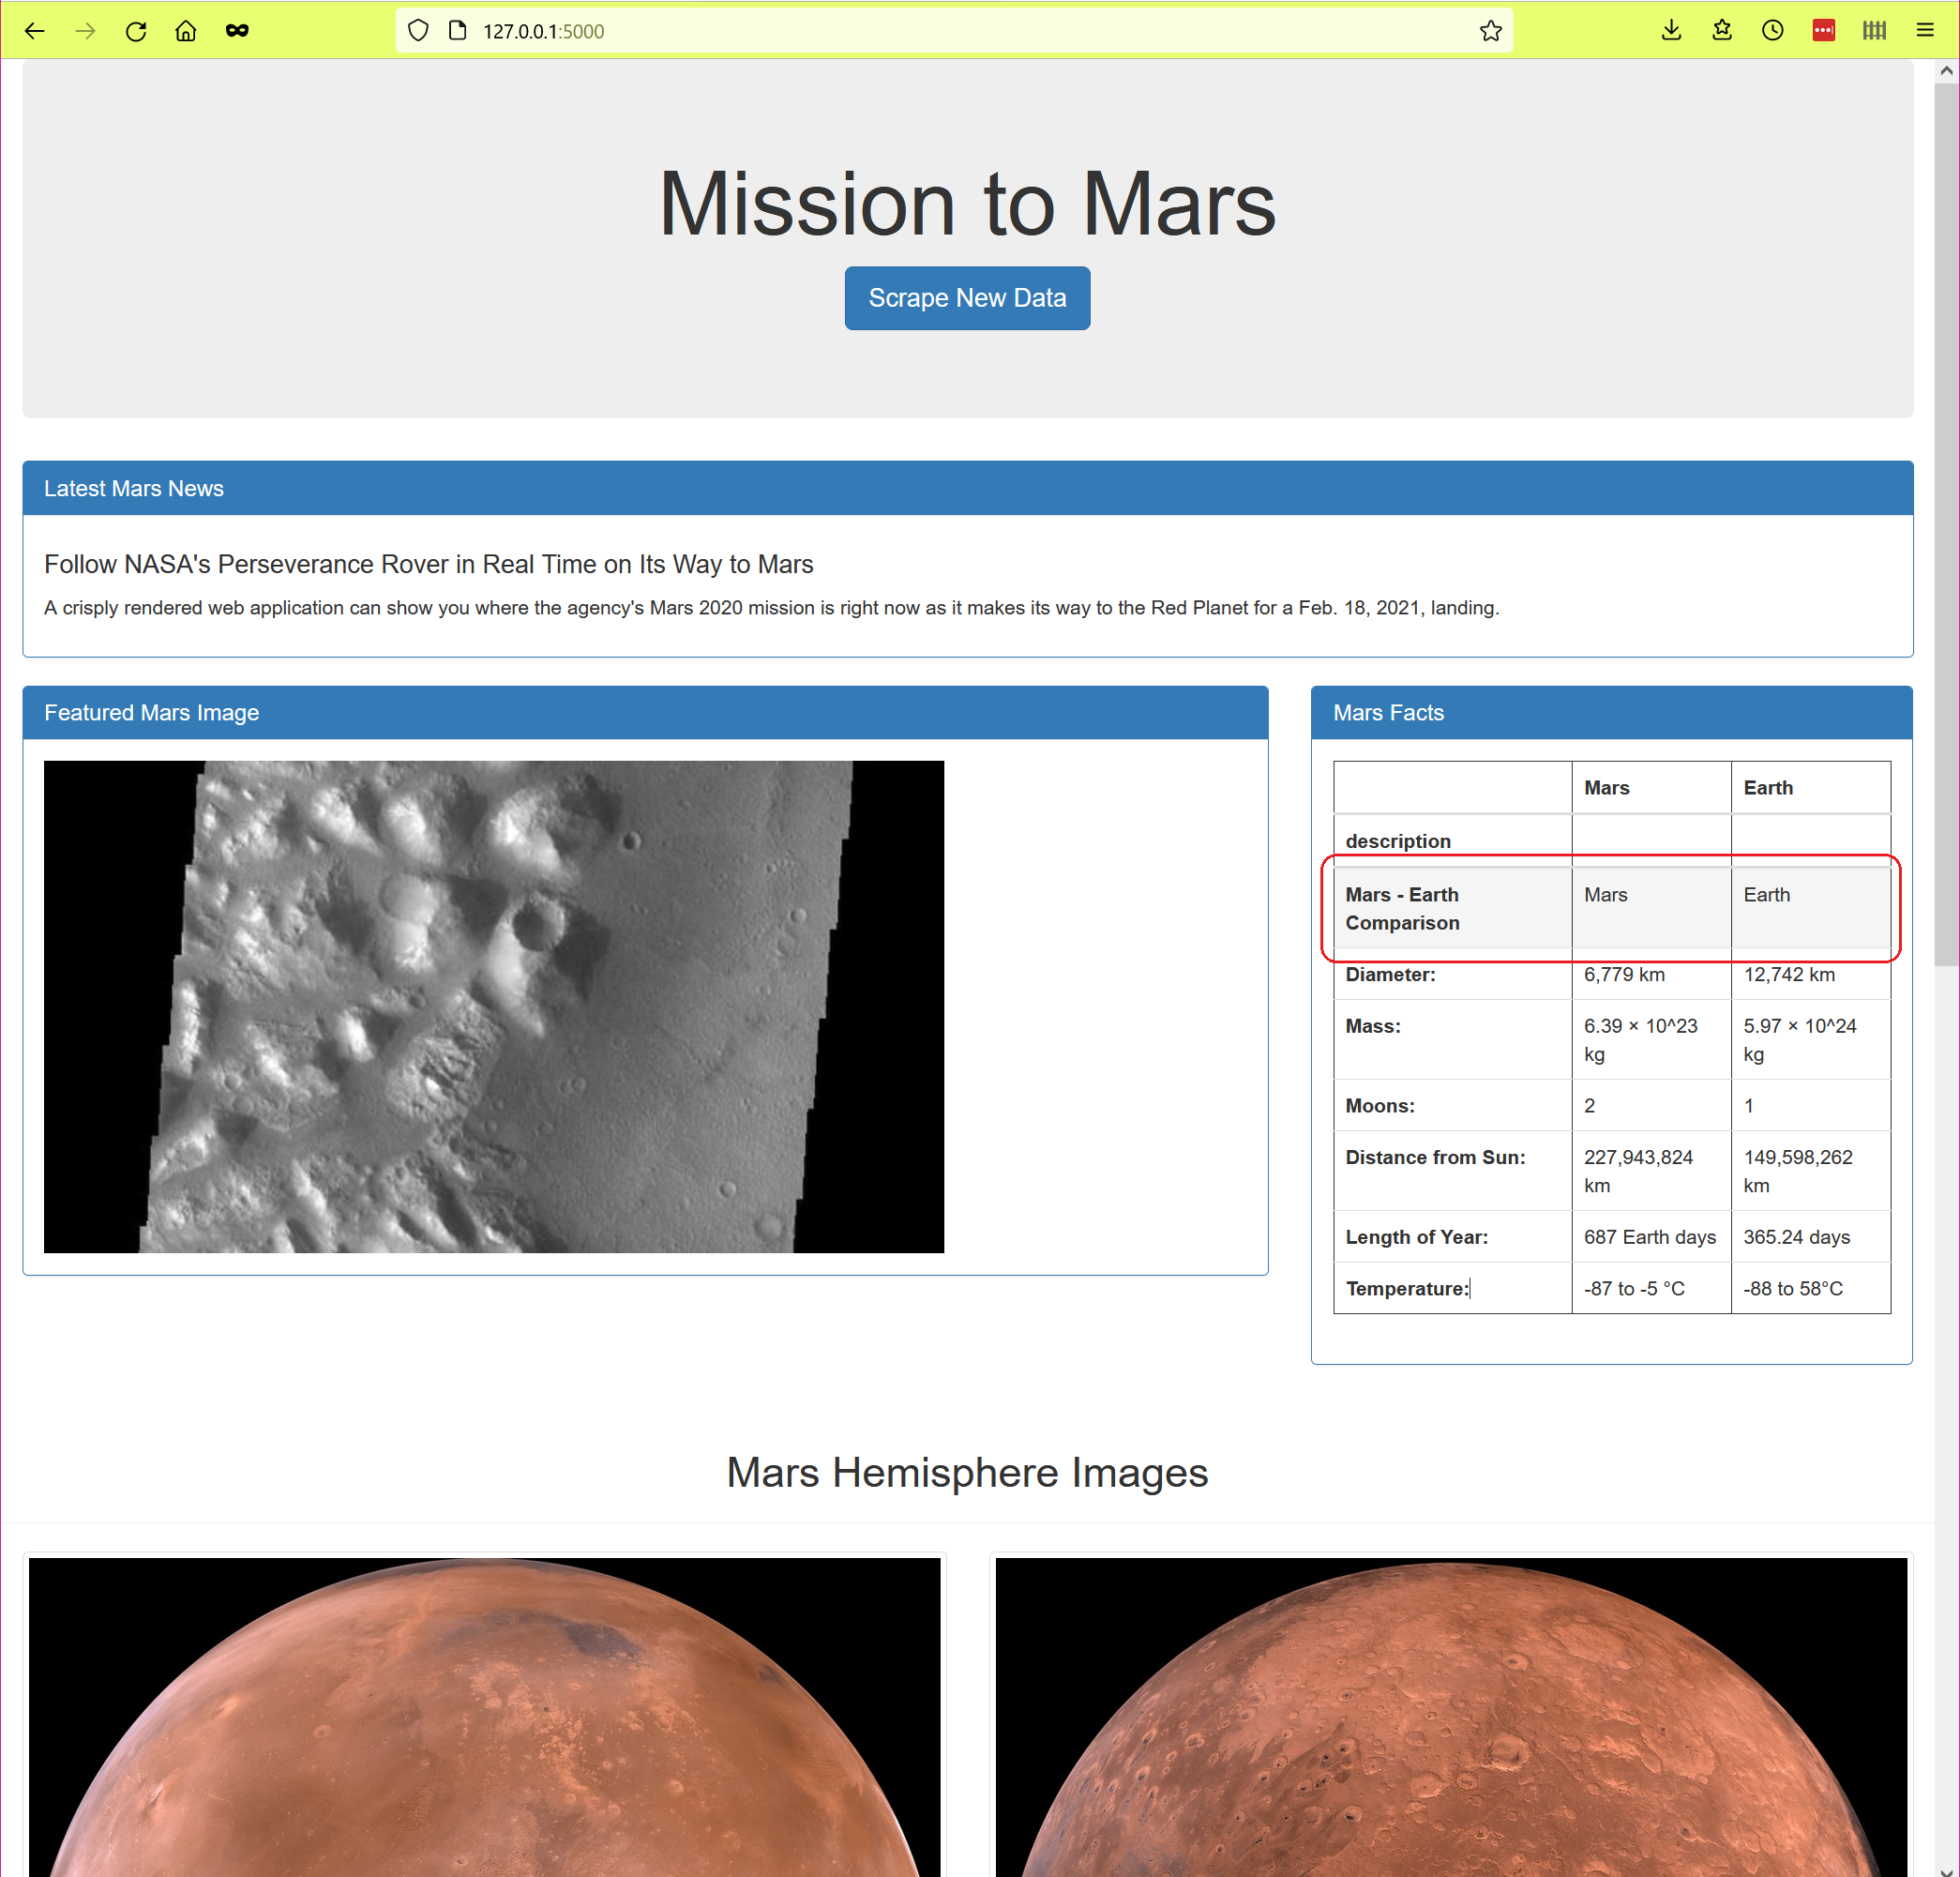 127.0.0.1:5000
Mission to Mars
Scrape New Data
Latest Mars News
Follow NASA's Perseverance Rover in Real Time on Its Way to Mars
A crisply rendered web application can show you where the agency's Mars 2020 mission is right now as it makes its way to the Red Planet for a Feb. 18, 2021, landing.
Featured Mars Image
Mars Facts
Mars Earth
description
Mars - Earth Mars Earth
Comparison
Diameter: 6,779 km 12,742 km
Mass: 6.39 × 10^23 5.97 × 10^24
kg kg
Moons: 2 1
Distance from Sun: 227,943,824 149,598,262
km km
Length of Year: 687 Earth days 365.24 days
Temperature: -87 to -5 °C -88 to 58°C
Mars Hemisphere Images